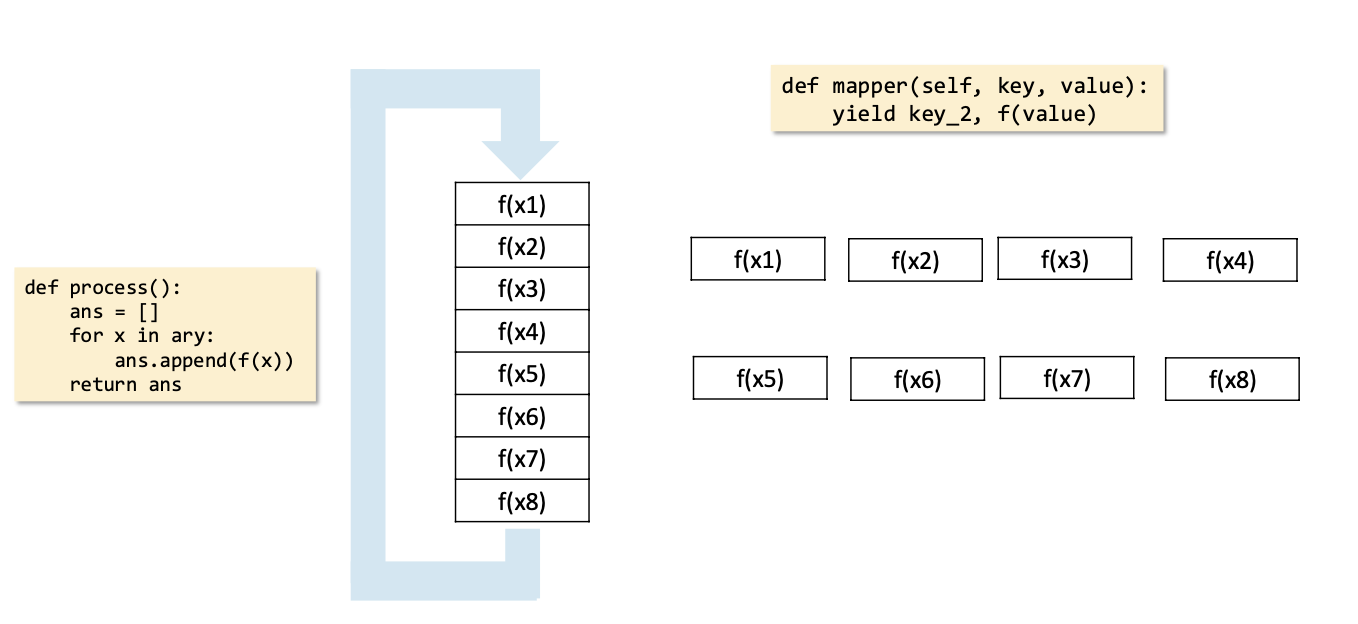 def process():
    ans = []
    for x in ary:
        ans.append(f(x))
    return ans
f(x1)
f(x2)
f(x3)
f(x4)
f(x5)
f(x6)
f(x7)
f(x8)
def mapper(self, key, value):
    yield key_2, f(value)
f(x1) f(x2) f(x3) f(x4)
f(x5) f(x6) f(x7) f(x8)